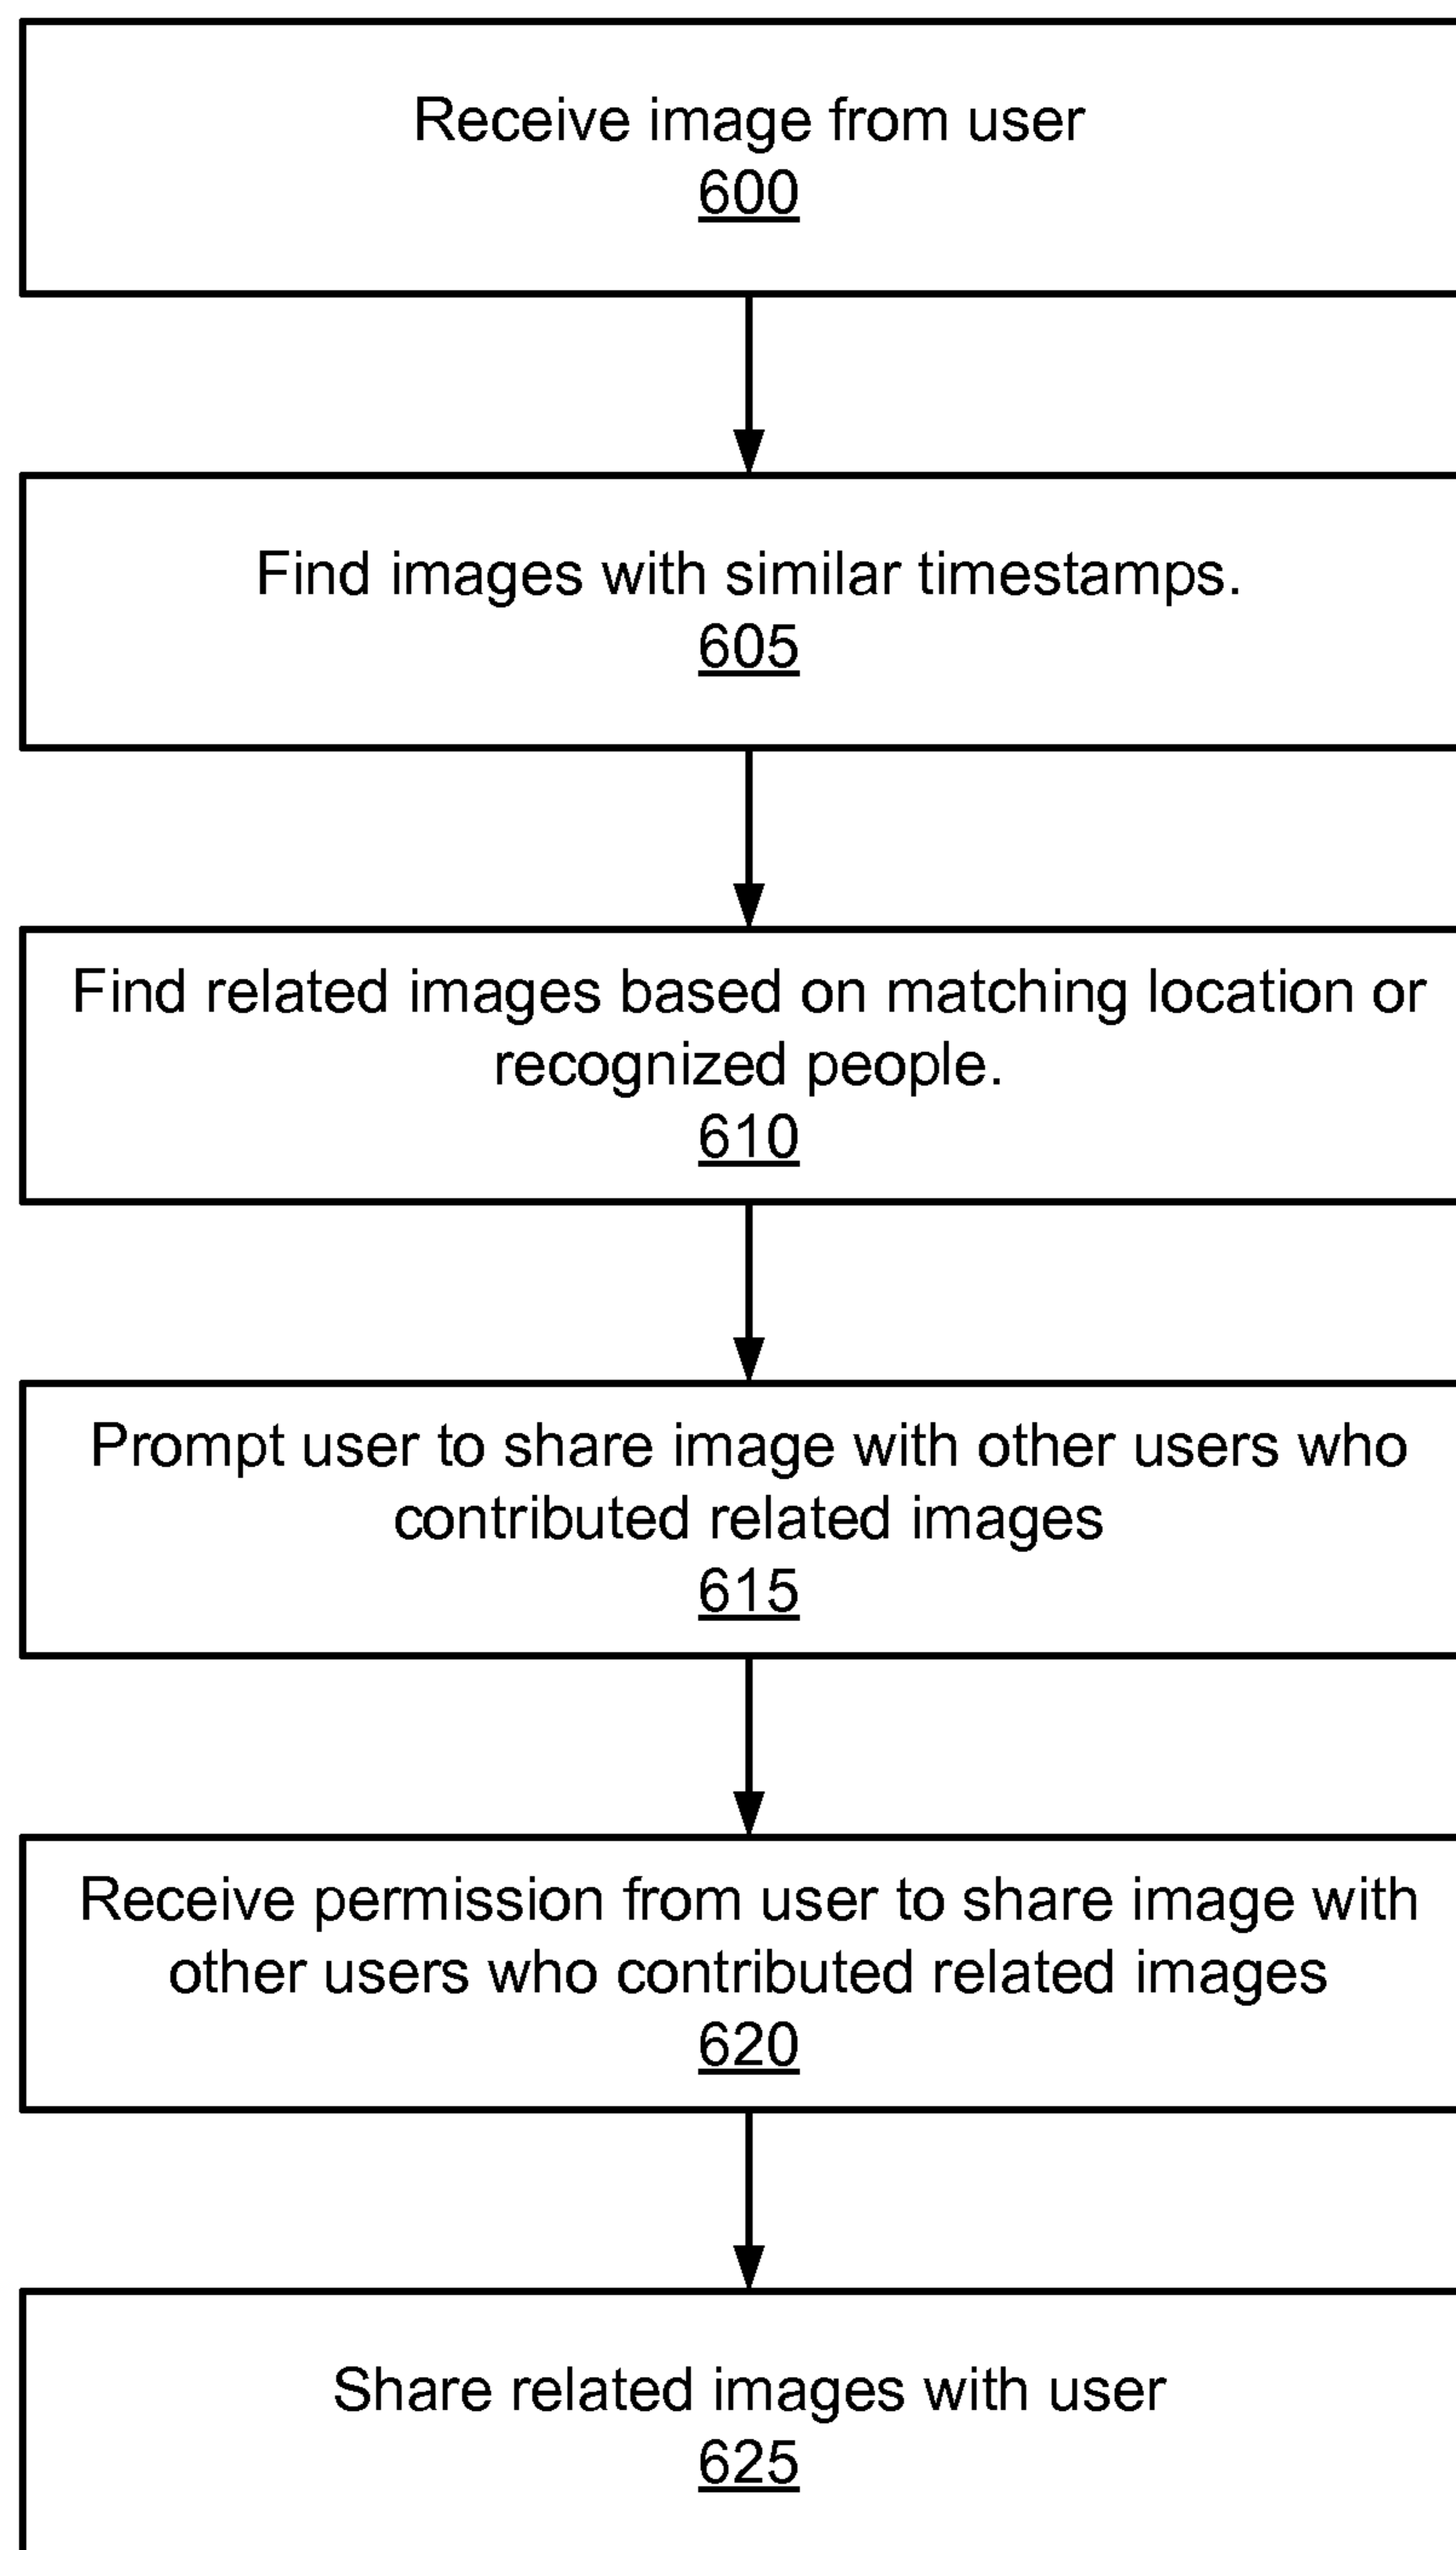 Receive image from user
600
Find images with similar timestamps.
605
Find related images based on matching location or
recognized people.
610
Prompt user to share image with other users who
contributed related images
615
Receive permission from user to share image with
other users who contributed related images
620
Share related images with user
625